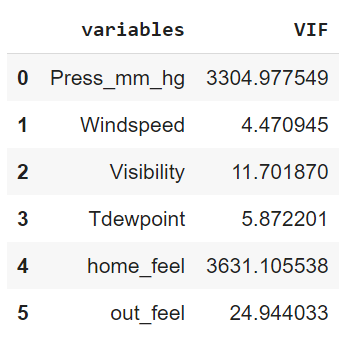 variables VIF
0 Press_mm_hg 3304.977549
1 Windspeed 4.470945
2 Visibility 11.701870
3 Tdewpoint 5.872201
4 home_feel 3631.105538
5 out_feel 24.944033